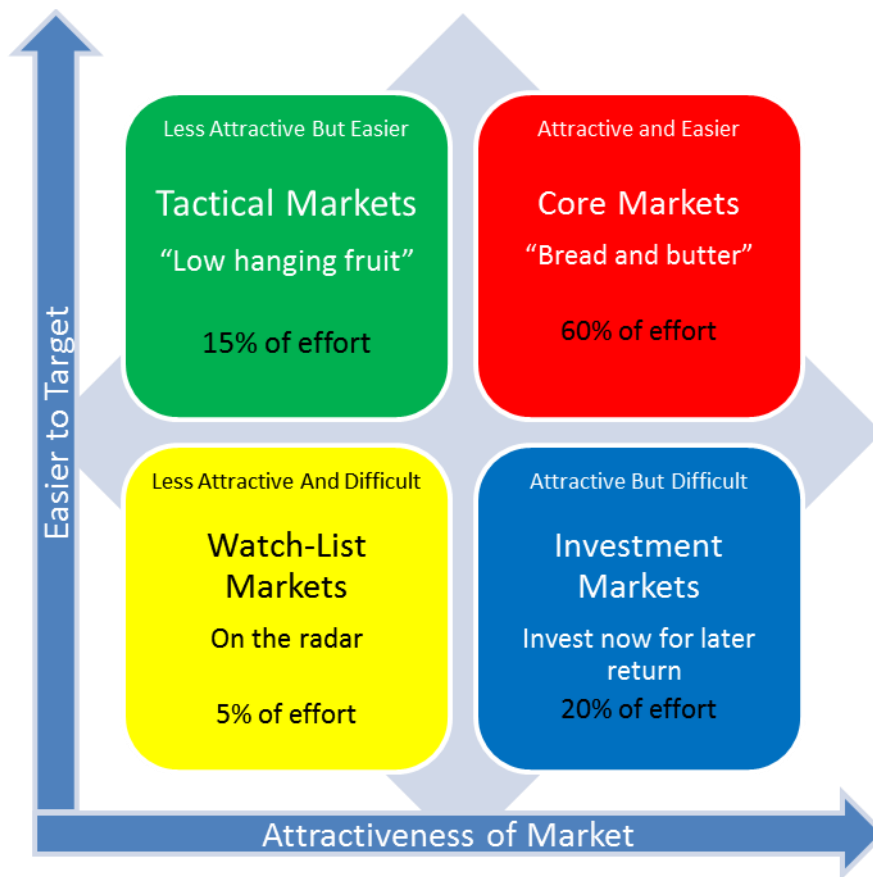 Easier to Target
Less Attractive But Easier
Tactical Markets
“Low hanging fruit”
15% of effort
Attractive and Easier
Core Markets
“Bread and butter”
60% of effort
Less Attractive And Difficult
Watch-List
Markets
On the radar
5% of effort
Attractive But Difficult
Investment
Markets
Invest now for later
return
20% of effort
Attractiveness of Market